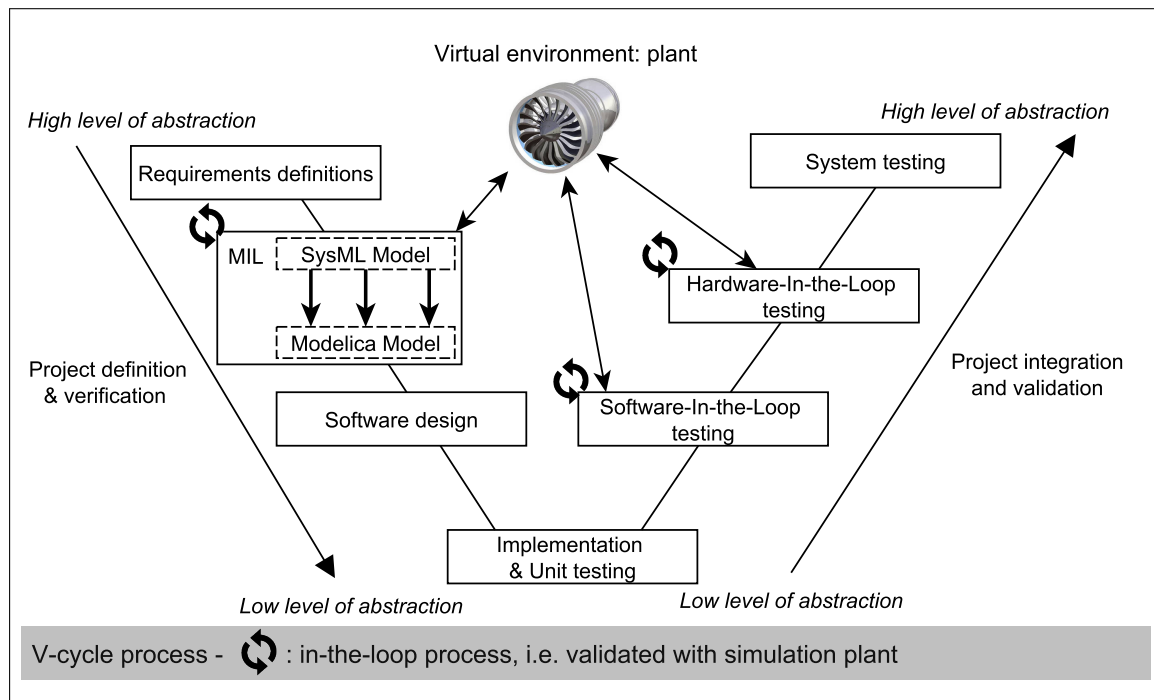 Virtual environment: plant
High level of abstraction
High level of abstraction
Requirements definitions
System testing
MIL
SysML Model
Modelica Model
Hardware-In-the-Loop
testing
Project definition
& verification
Project integration
and validation
Software design
Software-In-the-Loop
testing
Implementation
& Unit testing
Low level of abstraction
Low level of abstraction
V-cycle process - : in-the-loop process, i.e. validated with simulation plant